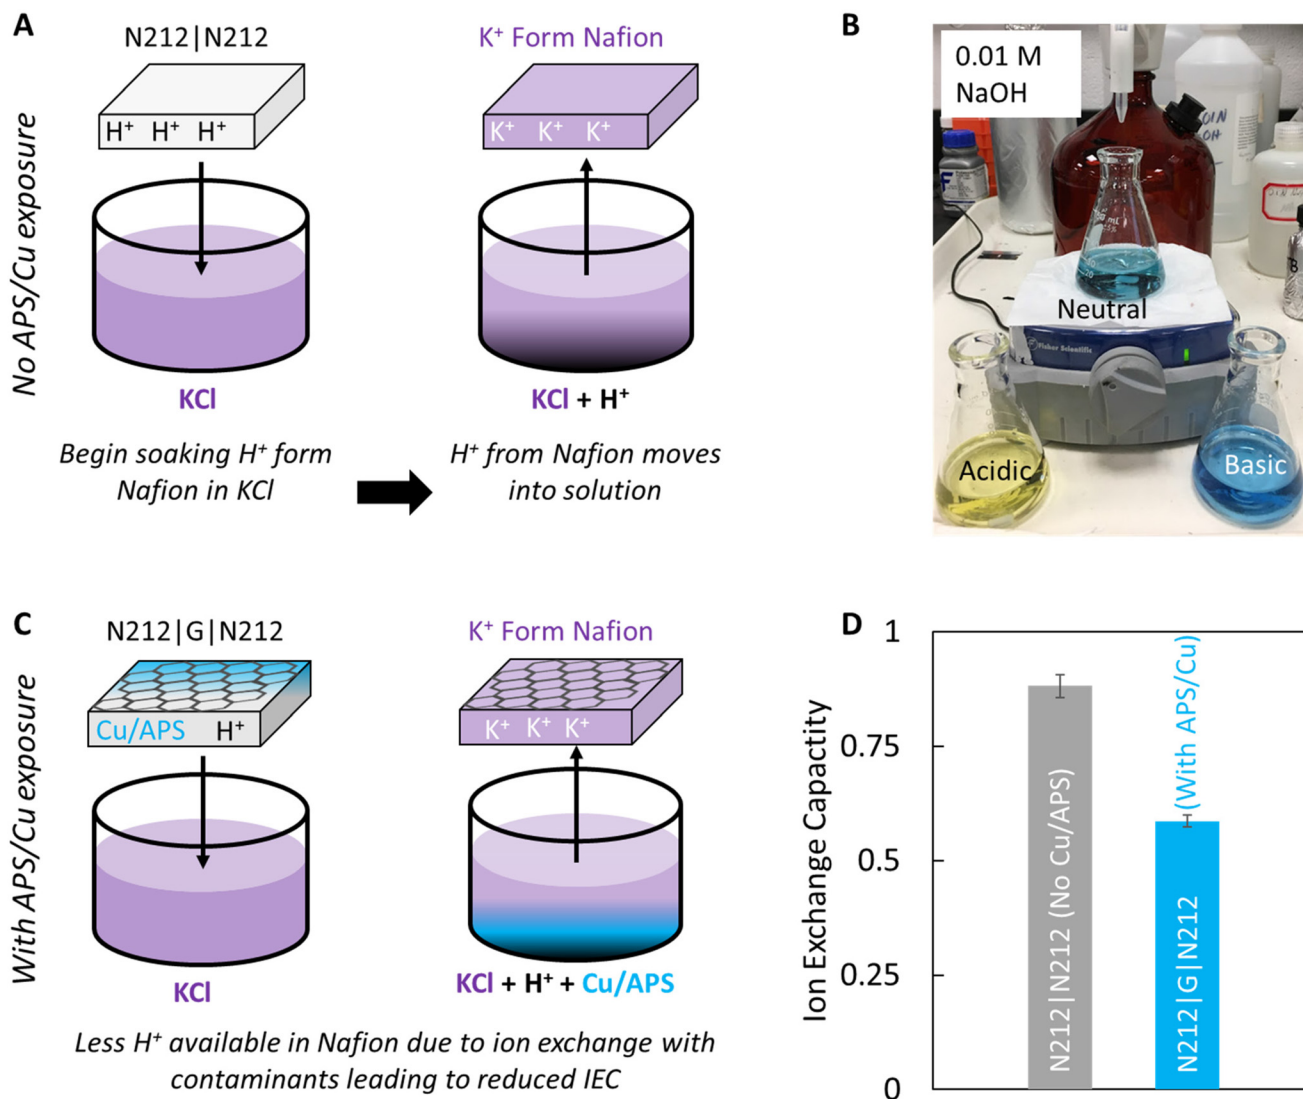 A
No APS/Cu exposure
N212|N212
H⁺ H⁺ H⁺
KCl
Begin soaking H⁺ form
Nafion in KCl
K⁺ Form Nafion
K⁺ K⁺ K⁺
KCl + H⁺
H⁺ from Nafion moves
into solution
B
0.01 M
NaOH
Neutral
Fisher Scientific
Acidic
Basic
C
With APS/Cu exposure
N212|G|N212
Cu/APS H⁺
KCl
K⁺ Form Nafion
K⁺ K⁺ K⁺
KCl + H⁺ + Cu/APS
Less H⁺ available in Nafion due to ion exchange with
contaminants leading to reduced IEC
D
Ion Exchange Capactity
1
0.75
0.5
0.25
0
N212|N212 (No Cu/APS)
N212|G|N212 (With APS/Cu)